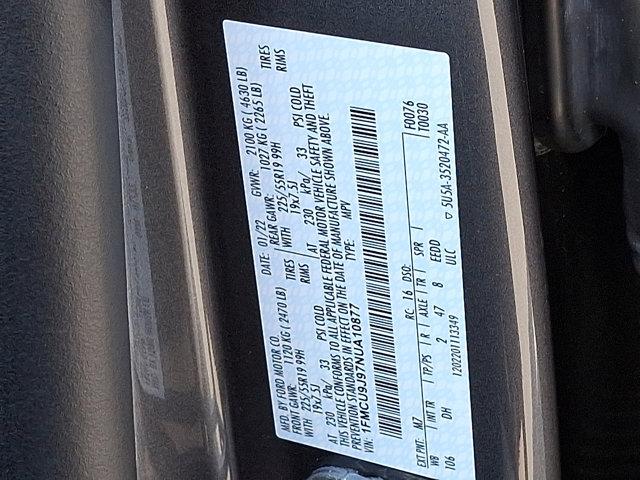 MFD. BY FORD MOTOR CO.
DATE: 01/22 GVWR: 2100 KG ( 4630 LB)
FRONT GAWR: 1120 KG ( 2470 LB) REAR GAWR: 1027 KG ( 2265 LB)
WITH 225/55R19 99H TIRES WITH 225/55R19 99H TIRES
19x7.5J RIMS 19x7.5J RIMS
AT 230 kPa/ 33 PSI COLD AT 230 kPa/ 33 PSI COLD
THIS VEHICLE CONFORMS TO ALL APPLICABLE FEDERAL MOTOR VEHICLE SAFETY AND THEFT
PREVENTION STANDARDS IN EFFECT ON THE DATE OF MANUFACTURE SHOWN ABOVE.
VIN: 1FMCU9J97NUA10877 TYPE: MPV
F0076
T0030
EXT PNT: MZ RC: 16 DSO:
WB INT TR TP/PS R AXLE TR SPR
106 DH 2 47 8 FEDD
120220113349 ULC
5U5A-3520472-AA